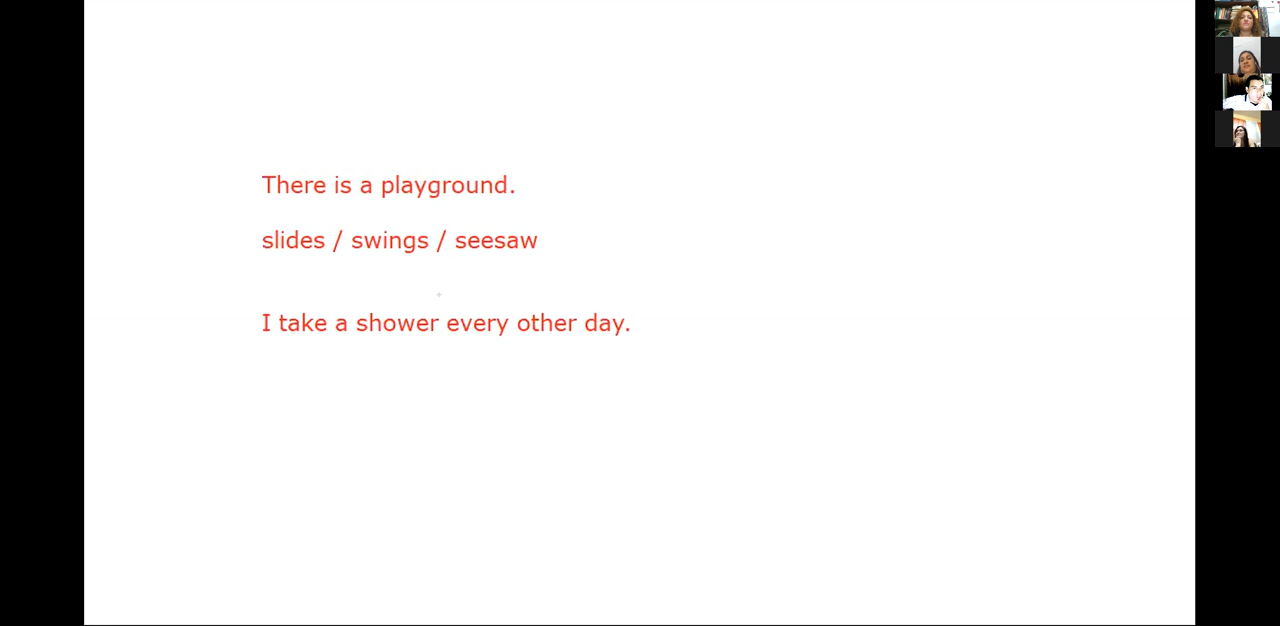 There is a playground.
slides / swings / seesaw
I take a shower every other day.